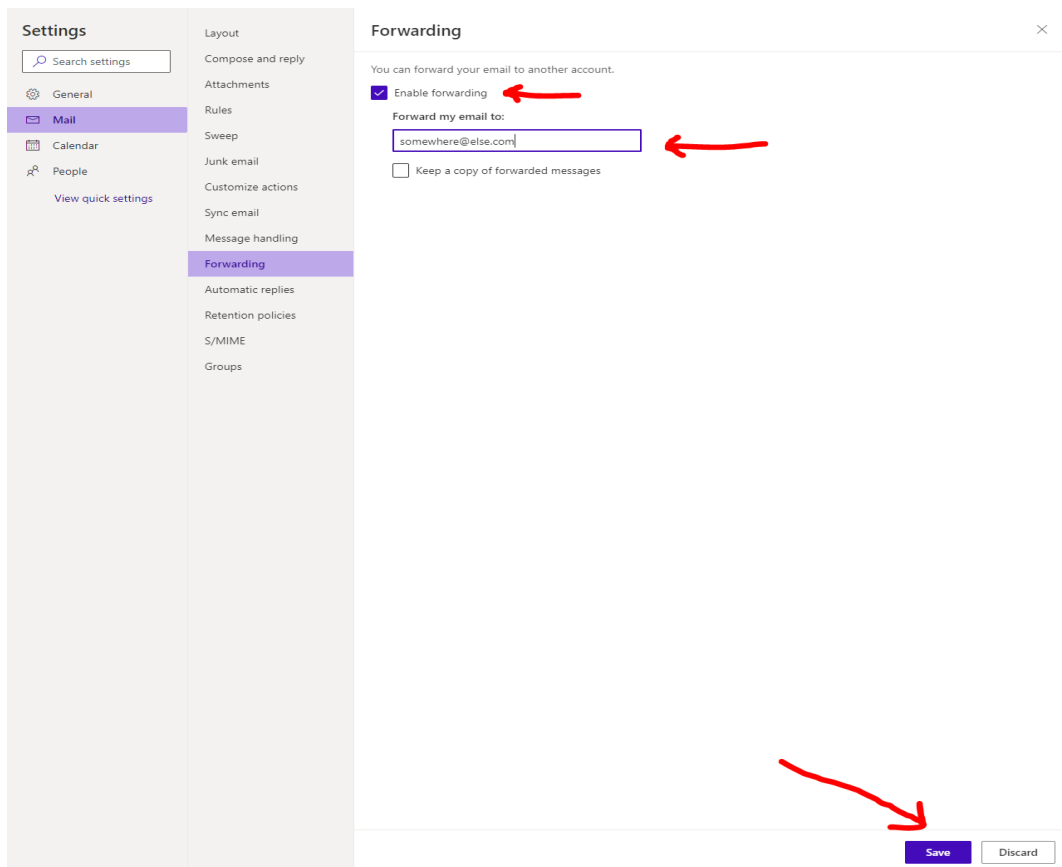 Settings
Search settings
General
Mail
Calendar
People
View quick settings
Layout
Compose and reply
Attachments
Rules
Sweep
Junk email
Customize actions
Sync email
Message handling
Forwarding
Automatic replies
Retention policies
S/MIME
Groups
Forwarding
You can forward your email to another account.
Enable forwarding
Forward my email to:
somewhere@else.com
Keep a copy of forwarded messages
Save
Discard